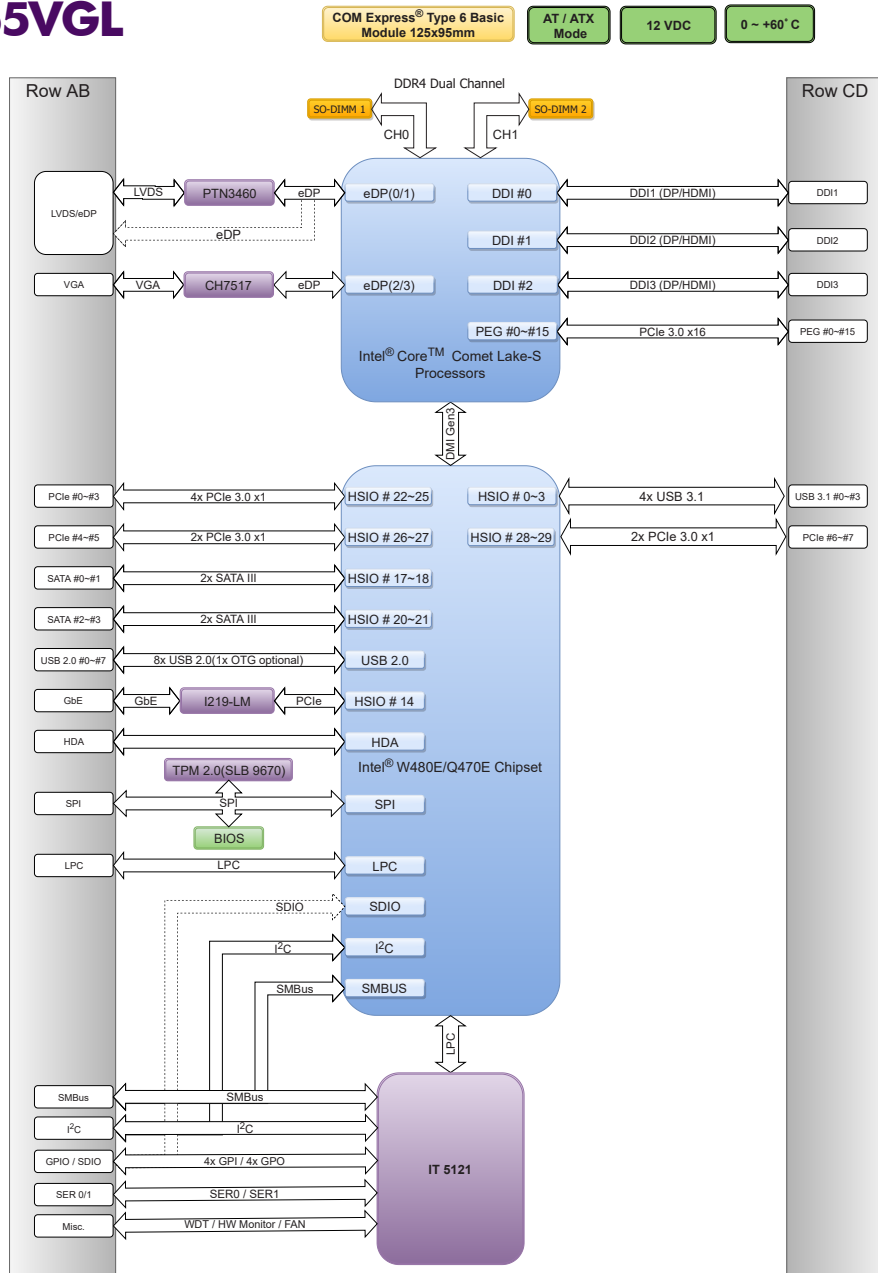 55VGL
COM Express® Type 6 Basic
Module 125x95mm
AT / ATX
Mode
12 VDC
0 ~ +60°C
Row AB
Row CD
DDR4 Dual Channel
SO-DIMM 1
SO-DIMM 2
CH0
CH1
LVDS/eDP
LVDS
PTN3460
eDP
eDP(0/1)
DDI #0
DDI1 (DP/HDMI)
DDI1
eDP
DDI #1
DDI2 (DP/HDMI)
DDI2
VGA
VGA
CH7517
eDP
eDP(2/3)
DDI #2
DDI3 (DP/HDMI)
DDI3
PEG #0~#15
PCIe 3.0 x16
PEG #0~#15
Intel® Core™ Comet Lake-S
Processors
DMI Gen3
PCIe #0~#3
4x PCIe 3.0 x1
HSIO # 22~25
HSIO # 0~3
4x USB 3.1
USB 3.1 #0~#3
PCIe #4~#5
2x PCIe 3.0 x1
HSIO # 26~27
HSIO # 28~29
2x PCIe 3.0 x1
PCIe #6~#7
SATA #0~#1
2x SATA III
HSIO # 17~18
SATA #2~#3
2x SATA III
HSIO # 20~21
USB 2.0 #0~#7
8x USB 2.0(1x OTG optional)
USB 2.0
GbE
GbE
I219-LM
PCIe
HSIO # 14
HDA
HDA
Intel® W480E/Q470E Chipset
TPM 2.0(SLB 9670)
SPI
SPI
SPI
BIOS
LPC
LPC
LPC
SDIO
SDIO
I²C
I²C
SMBus
SMBUS
LPC
SMBus
SMBus
I²C
I²C
GPIO / SDIO
4x GPI / 4x GPO
IT 5121
SER 0/1
SER0 / SER1
Misc.
WDT / HW Monitor / FAN